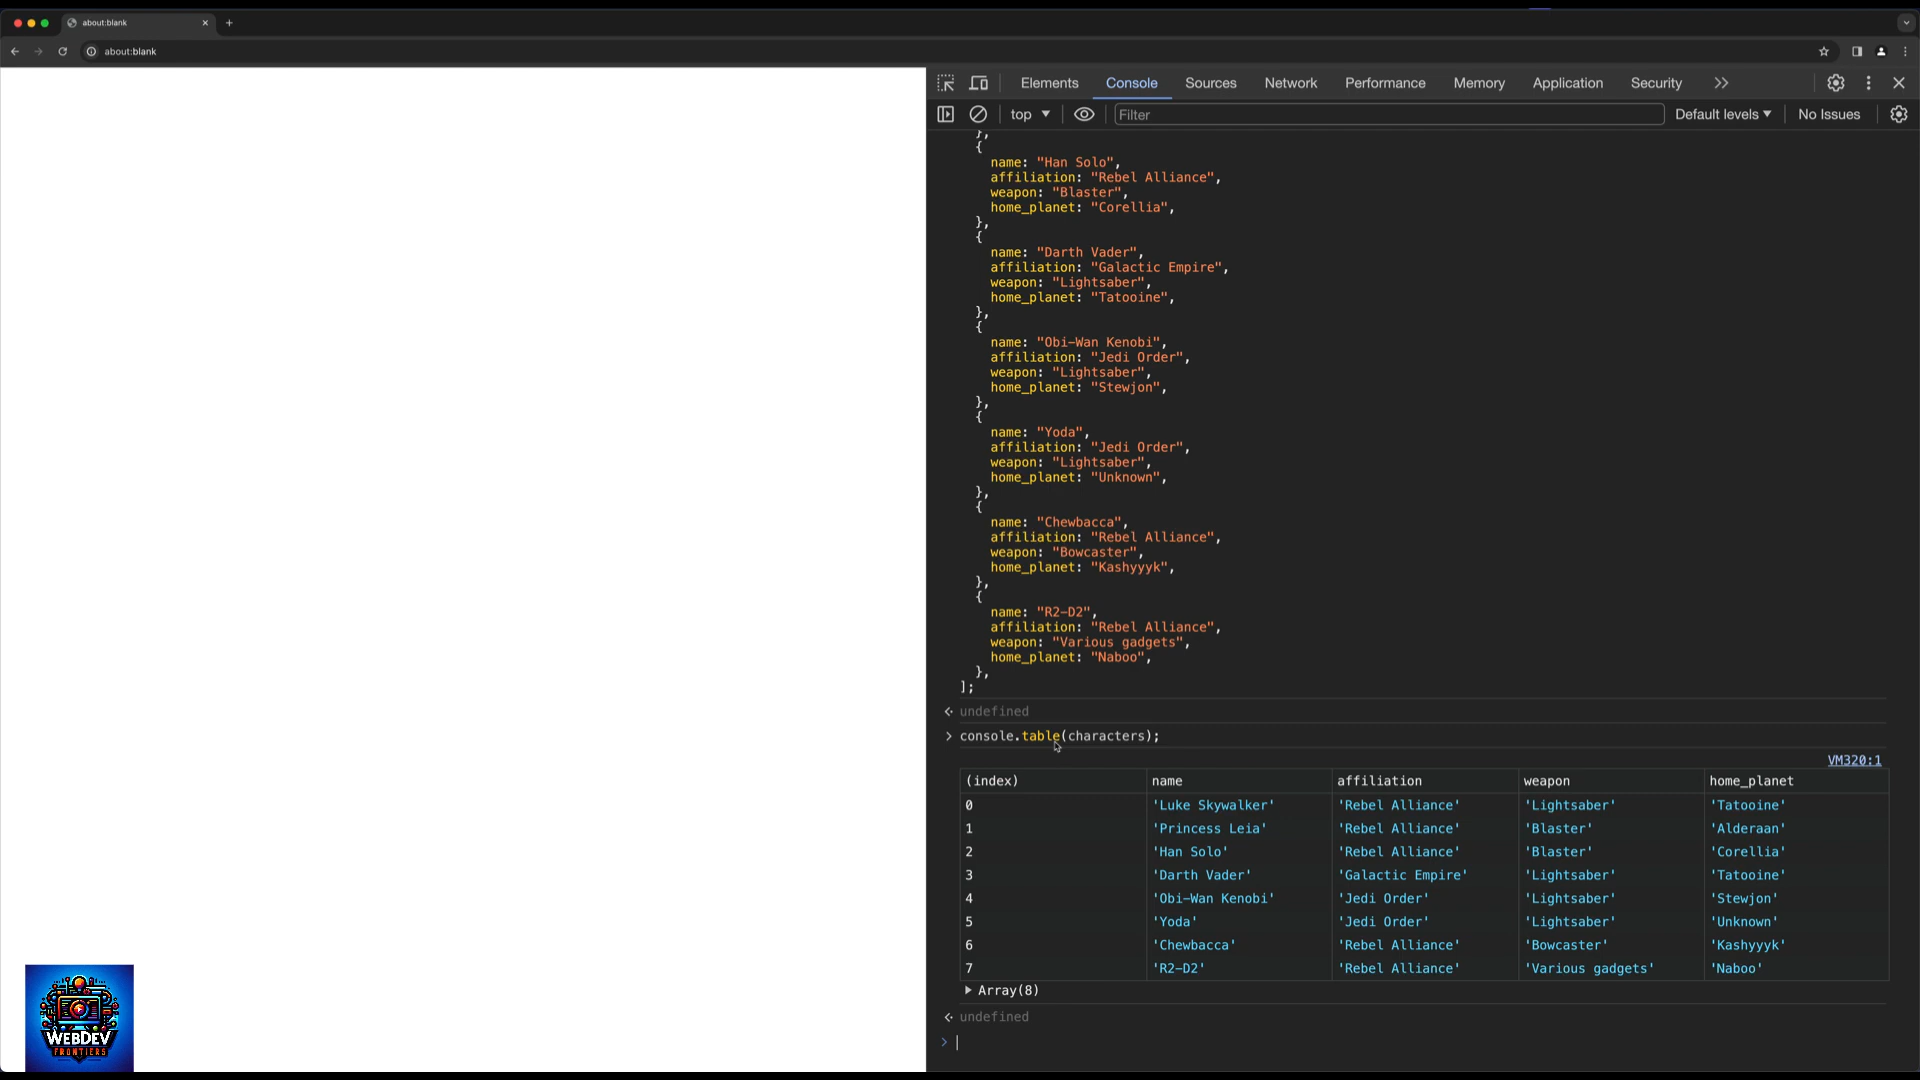 about:blank
about:blank
Elements Console Sources Network Performance Memory Application Security
top Filter Default levels No Issues
},
{
name: "Han Solo",
affiliation: "Rebel Alliance",
weapon: "Blaster",
home_planet: "Corellia",
},
{
name: "Darth Vader",
affiliation: "Galactic Empire",
weapon: "Lightsaber",
home_planet: "Tatooine",
},
{
name: "Obi-Wan Kenobi",
affiliation: "Jedi Order",
weapon: "Lightsaber",
home_planet: "Stewjon",
},
{
name: "Yoda",
affiliation: "Jedi Order",
weapon: "Lightsaber",
home_planet: "Unknown",
},
{
name: "Chewbacca",
affiliation: "Rebel Alliance",
weapon: "Bowcaster",
home_planet: "Kashyyyk",
},
{
name: "R2-D2",
affiliation: "Rebel Alliance",
weapon: "Various gadgets",
home_planet: "Naboo",
},
];
undefined
console.table(characters);
VM320:1
(index) name affiliation weapon home_planet
0 'Luke Skywalker' 'Rebel Alliance' 'Lightsaber' 'Tatooine'
1 'Princess Leia' 'Rebel Alliance' 'Blaster' 'Alderaan'
2 'Han Solo' 'Rebel Alliance' 'Blaster' 'Corellia'
3 'Darth Vader' 'Galactic Empire' 'Lightsaber' 'Tatooine'
4 'Obi-Wan Kenobi' 'Jedi Order' 'Lightsaber' 'Stewjon'
5 'Yoda' 'Jedi Order' 'Lightsaber' 'Unknown'
6 'Chewbacca' 'Rebel Alliance' 'Bowcaster' 'Kashyyyk'
7 'R2-D2' 'Rebel Alliance' 'Various gadgets' 'Naboo'
Array(8)
undefined
WEBDEV
FRONTIERS